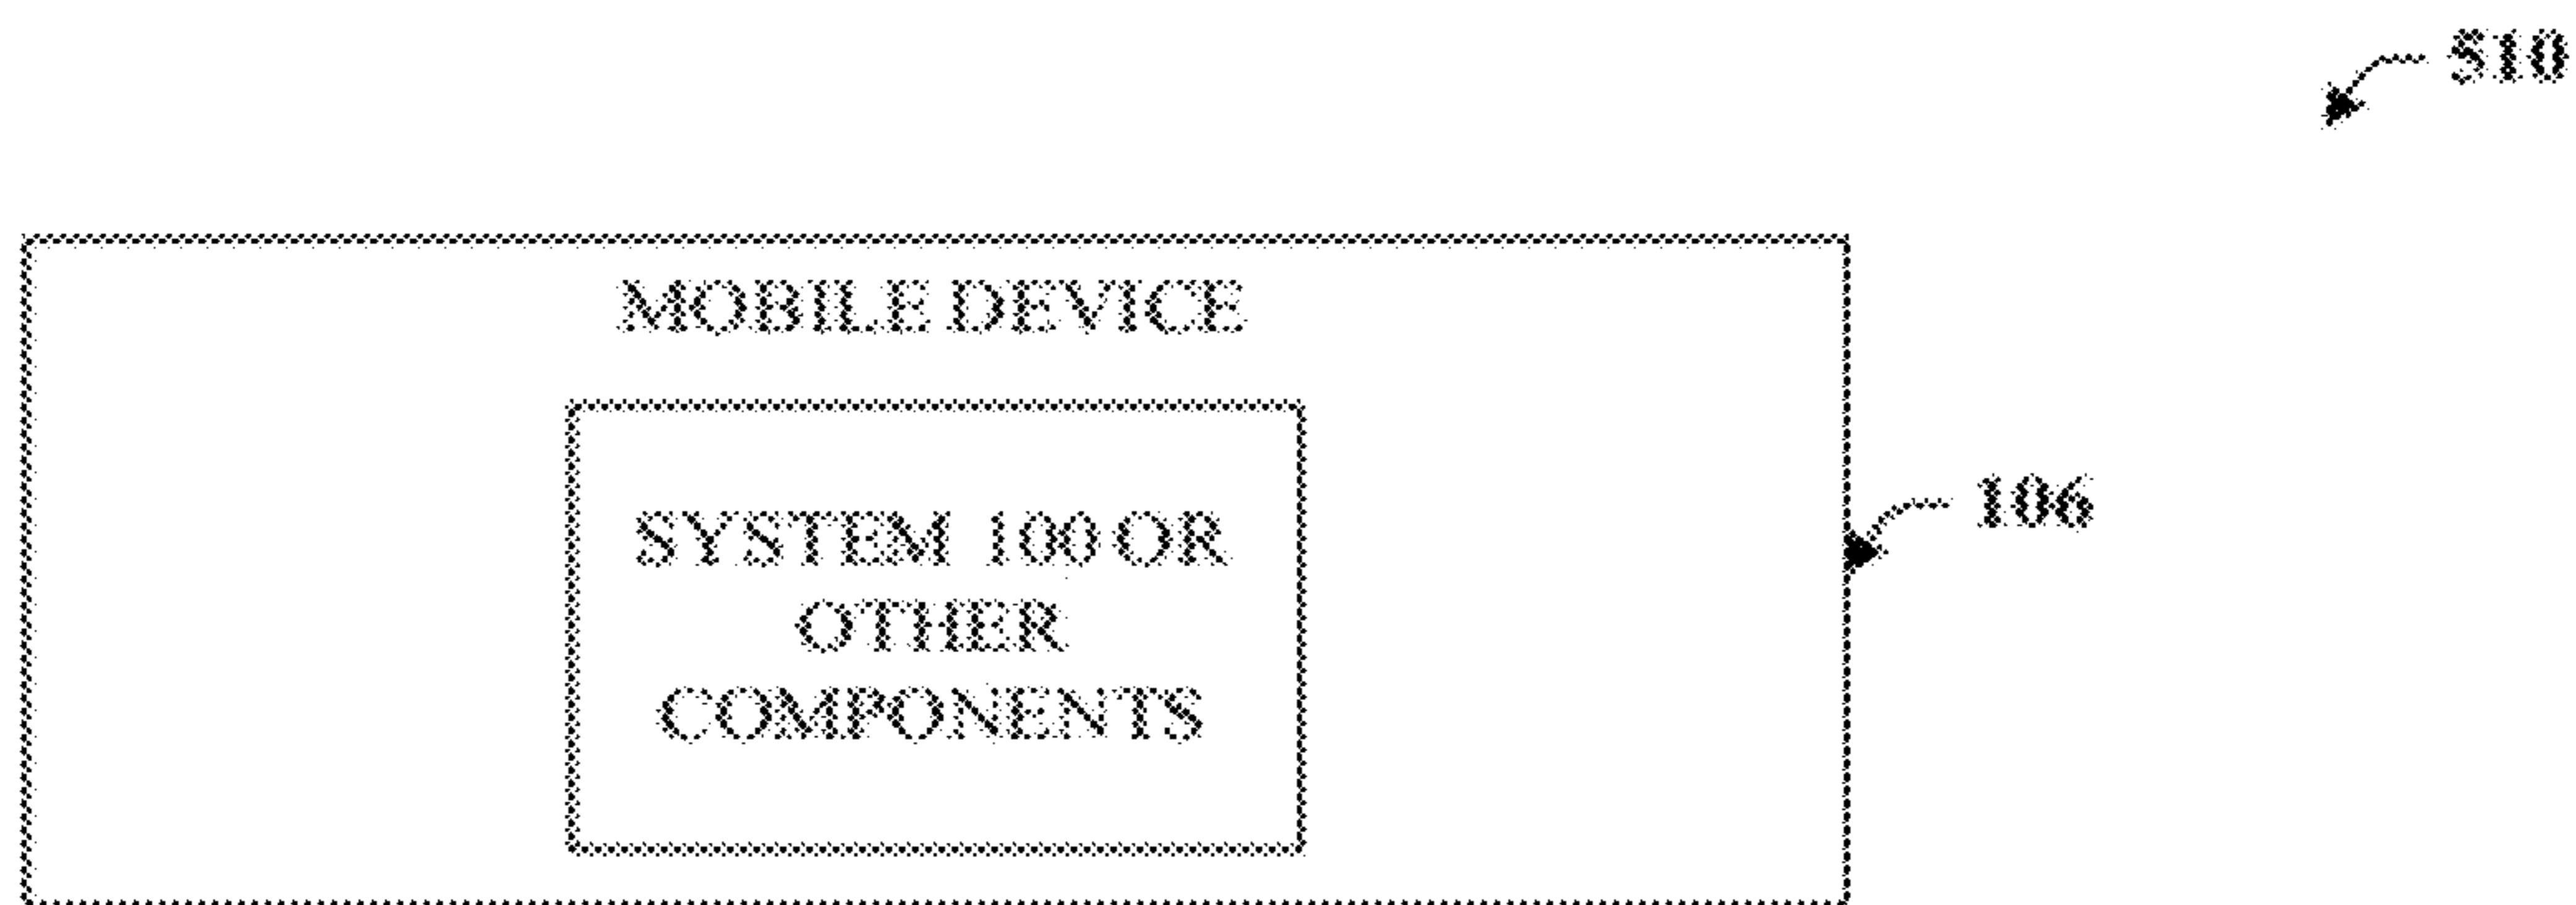 510
MOBILE DEVICE
SYSTEM 100 OR
OTHER
COMPONENTS
106